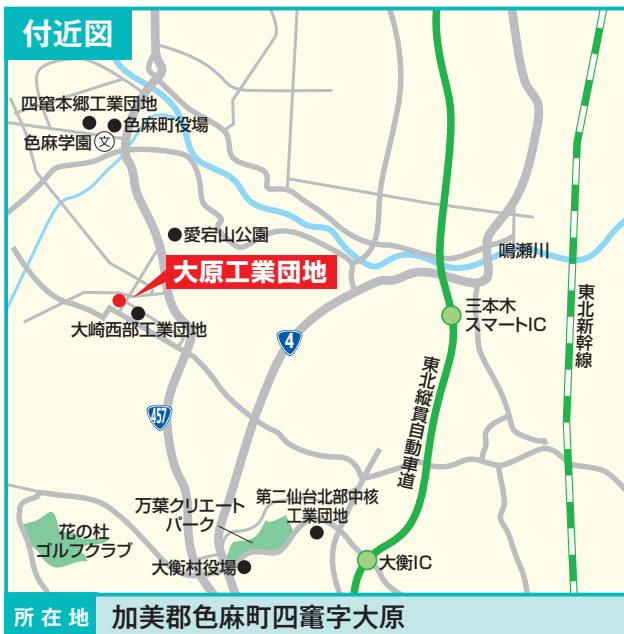 付近図
四竈本郷工業団地
色麻町役場
色麻学園
文
愛宕山公園
大原工業団地
大崎西部工業団地
鳴瀬川
三本木
スマートIC
東北新幹線
4
東北縦貫自動車道
457
万葉クリエート
パーク
第二仙台北部中核
工業団地
花の杜
ゴルフクラブ
大衡村役場
大衡IC
所在地
加美郡色麻町四竃字大原